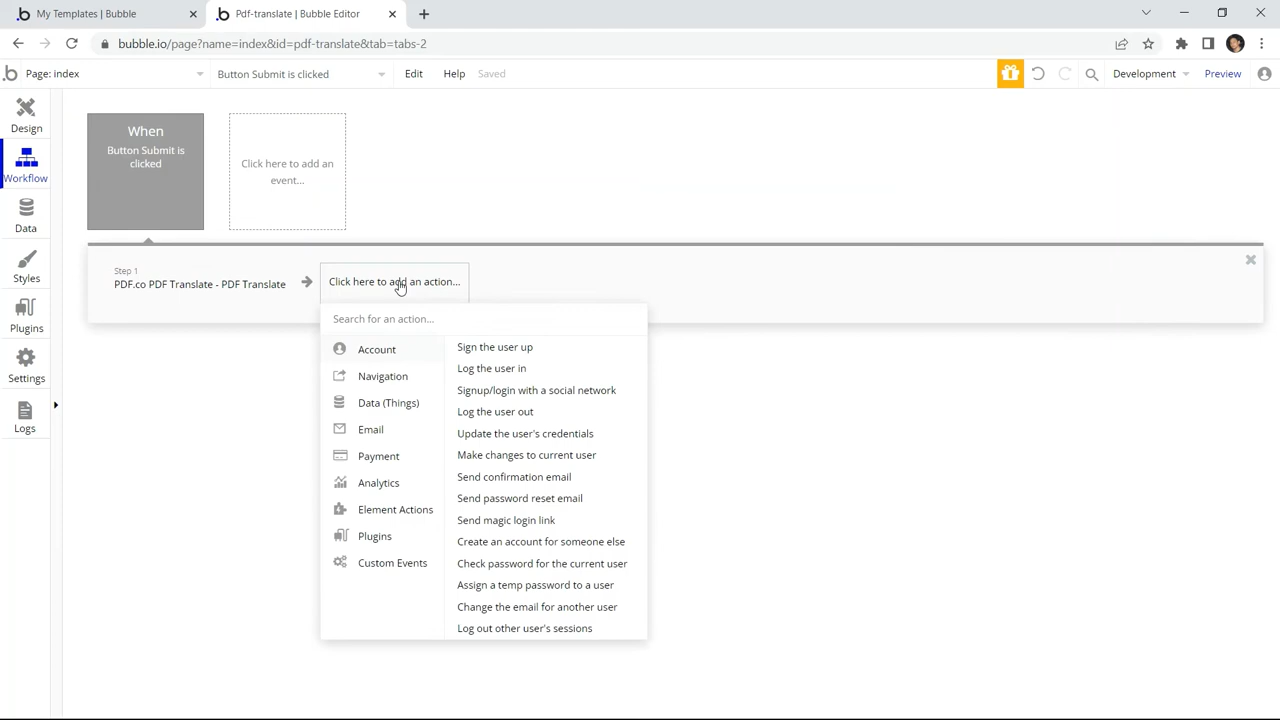 My Templates | Bubble
Pdf-translate | Bubble Editor
bubble.io/page?name=index&id=pdf-translate&tab=tabs-2
Page: index
Button Submit is clicked
Edit
Help
Saved
Development
Preview
Design
Workflow
Data
Styles
Plugins
Settings
Logs
When
Button Submit is
clicked
Click here to add an
event...
Step 1
PDF.co PDF Translate - PDF Translate
Click here to add an action...
Search for an action...
Account
Navigation
Data (Things)
Email
Payment
Analytics
Element Actions
Plugins
Custom Events
Sign the user up
Log the user in
Signup/login with a social network
Log the user out
Update the user's credentials
Make changes to current user
Send confirmation email
Send password reset email
Send magic login link
Create an account for someone else
Check password for the current user
Assign a temp password to a user
Change the email for another user
Log out other user's sessions